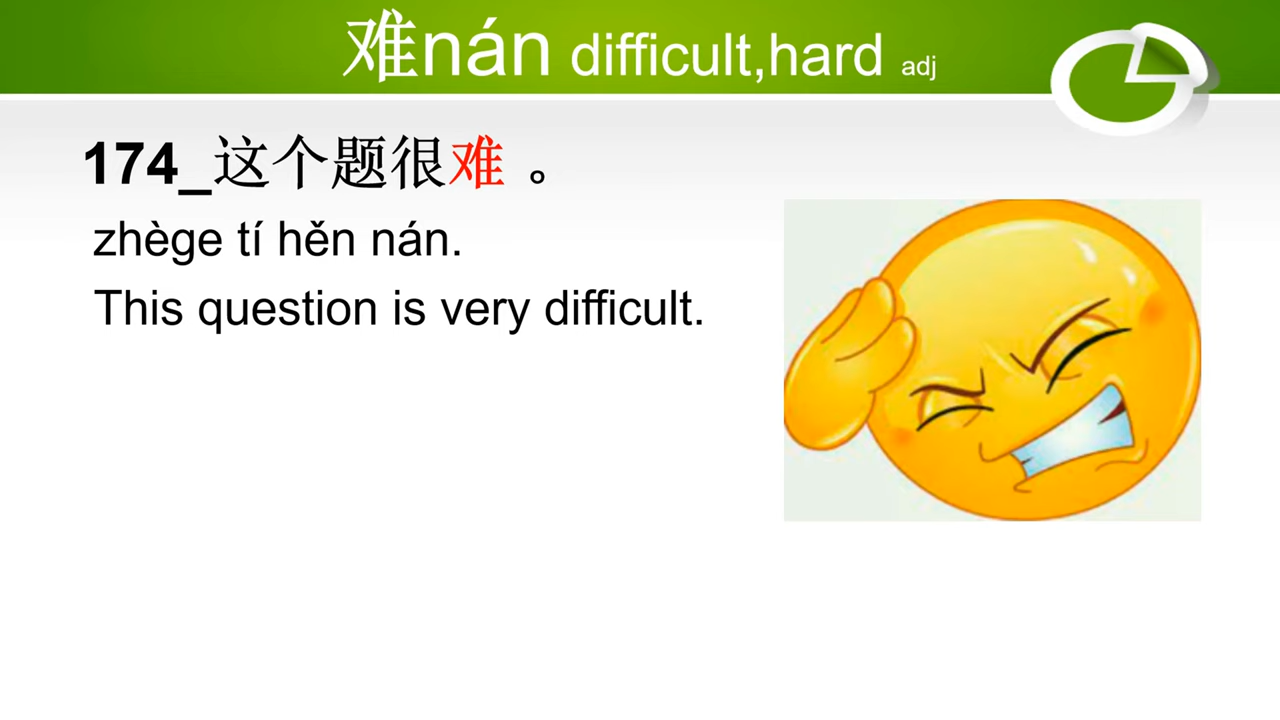 难nán difficult,hard adj
174_这个题很难 。
zhège tí hěn nán.
This question is very difficult.